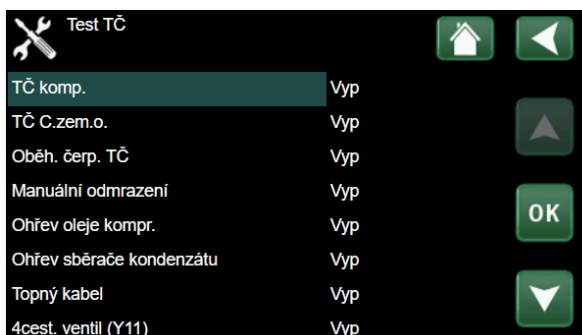 Test TČ
TČ komp. Vyp
TČ C.zem.o. Vyp
Oběh. čerp. TČ Vyp
Manuální odmrazení Vyp
Ohřev oleje kompr. Vyp
OK
Ohřev sběrače kondenzátu Vyp
Topný kabel Vyp
4cest. ventil (Y11) Vyp